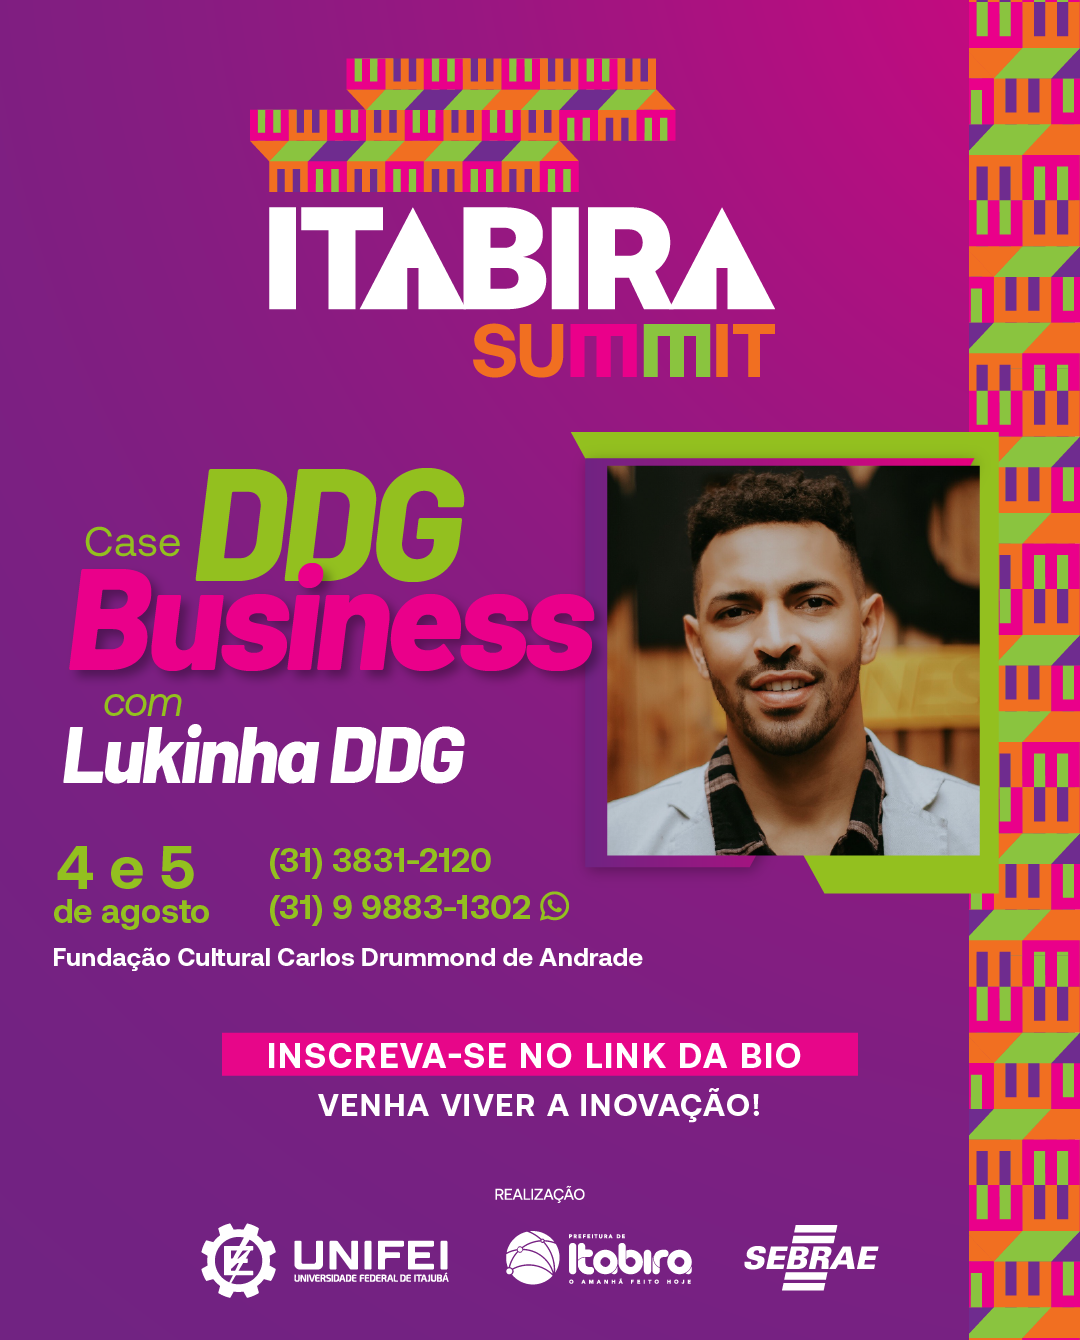 ITABIRA
SUMMIT
Case DDG
Business
com
Lukinha DDG
4 e 5
de agosto
(31) 3831-2120
(31) 9 9883-1302
Fundação Cultural Carlos Drummond de Andrade
INSCREVA-SE NO LINK DA BIO
VENHA VIVER A INOVAÇÃO!
REALIZAÇÃO
UNIFEI
UNIVERSIDADE FEDERAL DE ITAJUBÁ
PREFEITURA DE
Itabira
O AMANHÃ FEITO HOJE
SEBRAE